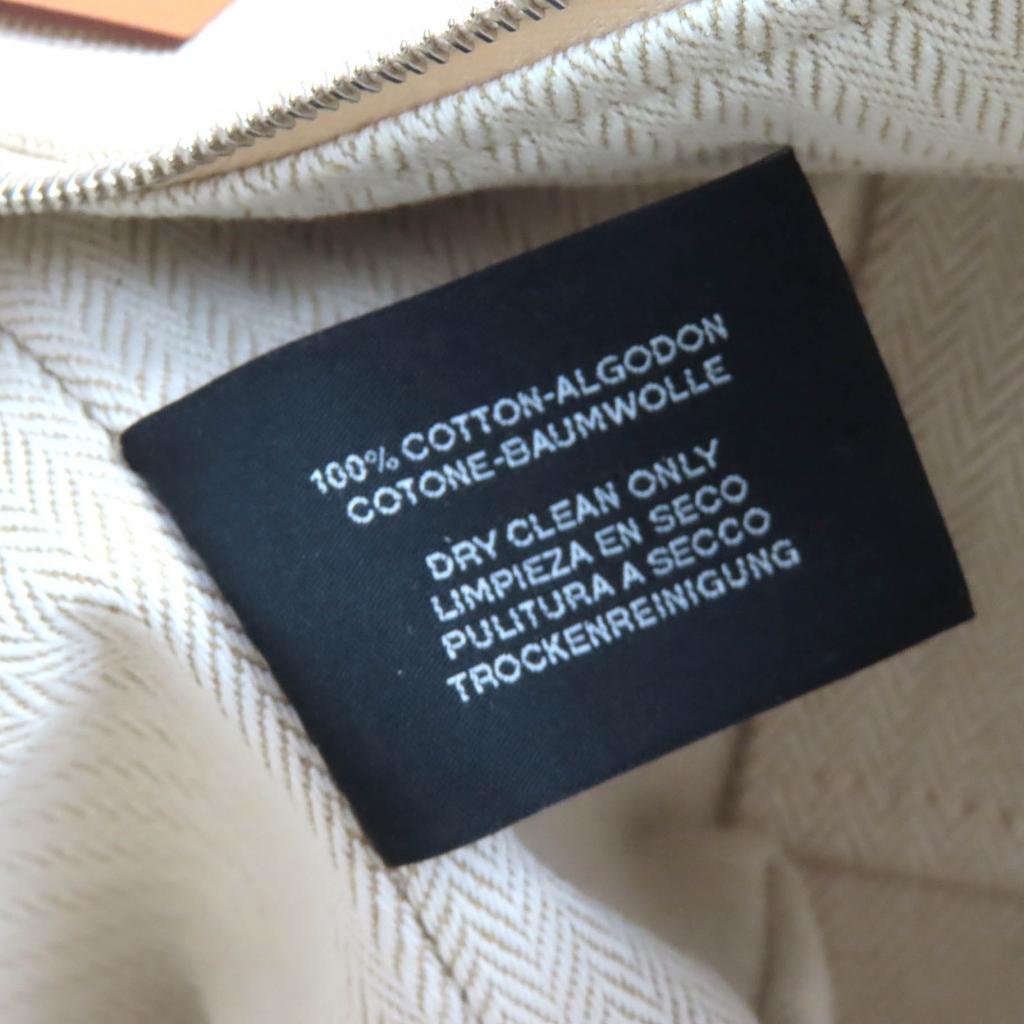 100% COTTON-ALGODON
COTONE-BAUMWOLLE
DRY CLEAN ONLY
LIMPIEZA EN SECO
PULITURA A SECCO
TROCKENREINIGUNG